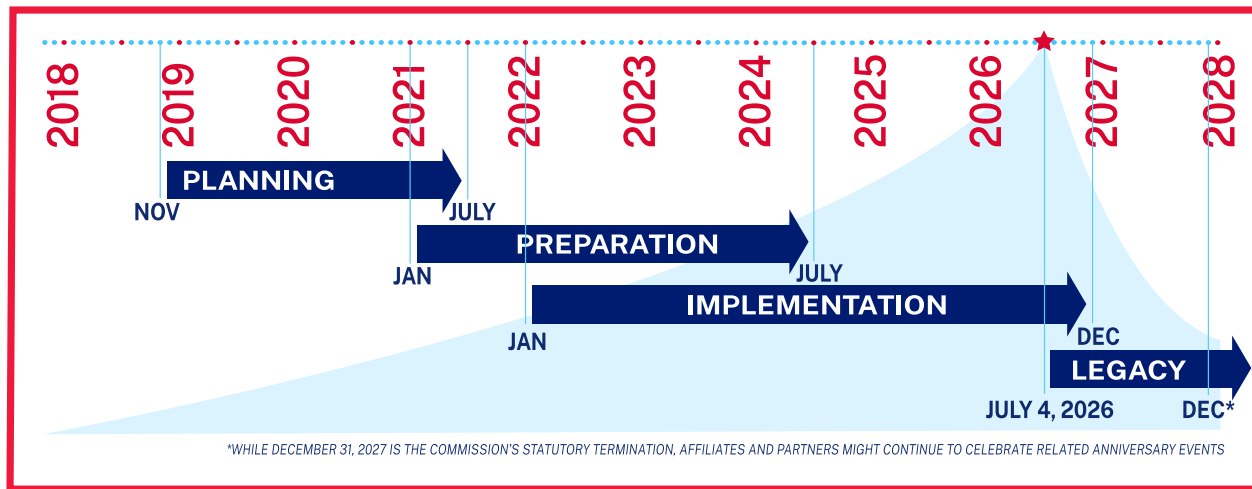 2018 2019 2020 2021 2022 2023 2024 2025 2026 2027 2028
PLANNING
NOV JULY
PREPARATION
JAN JULY
IMPLEMENTATION
JAN DEC
LEGACY
JULY 4, 2026 DEC*
*WHILE DECEMBER 31, 2027 IS THE COMMISSION'S STATUTORY TERMINATION, AFFILIATES AND PARTNERS MIGHT CONTINUE TO CELEBRATE RELATED ANNIVERSARY EVENTS